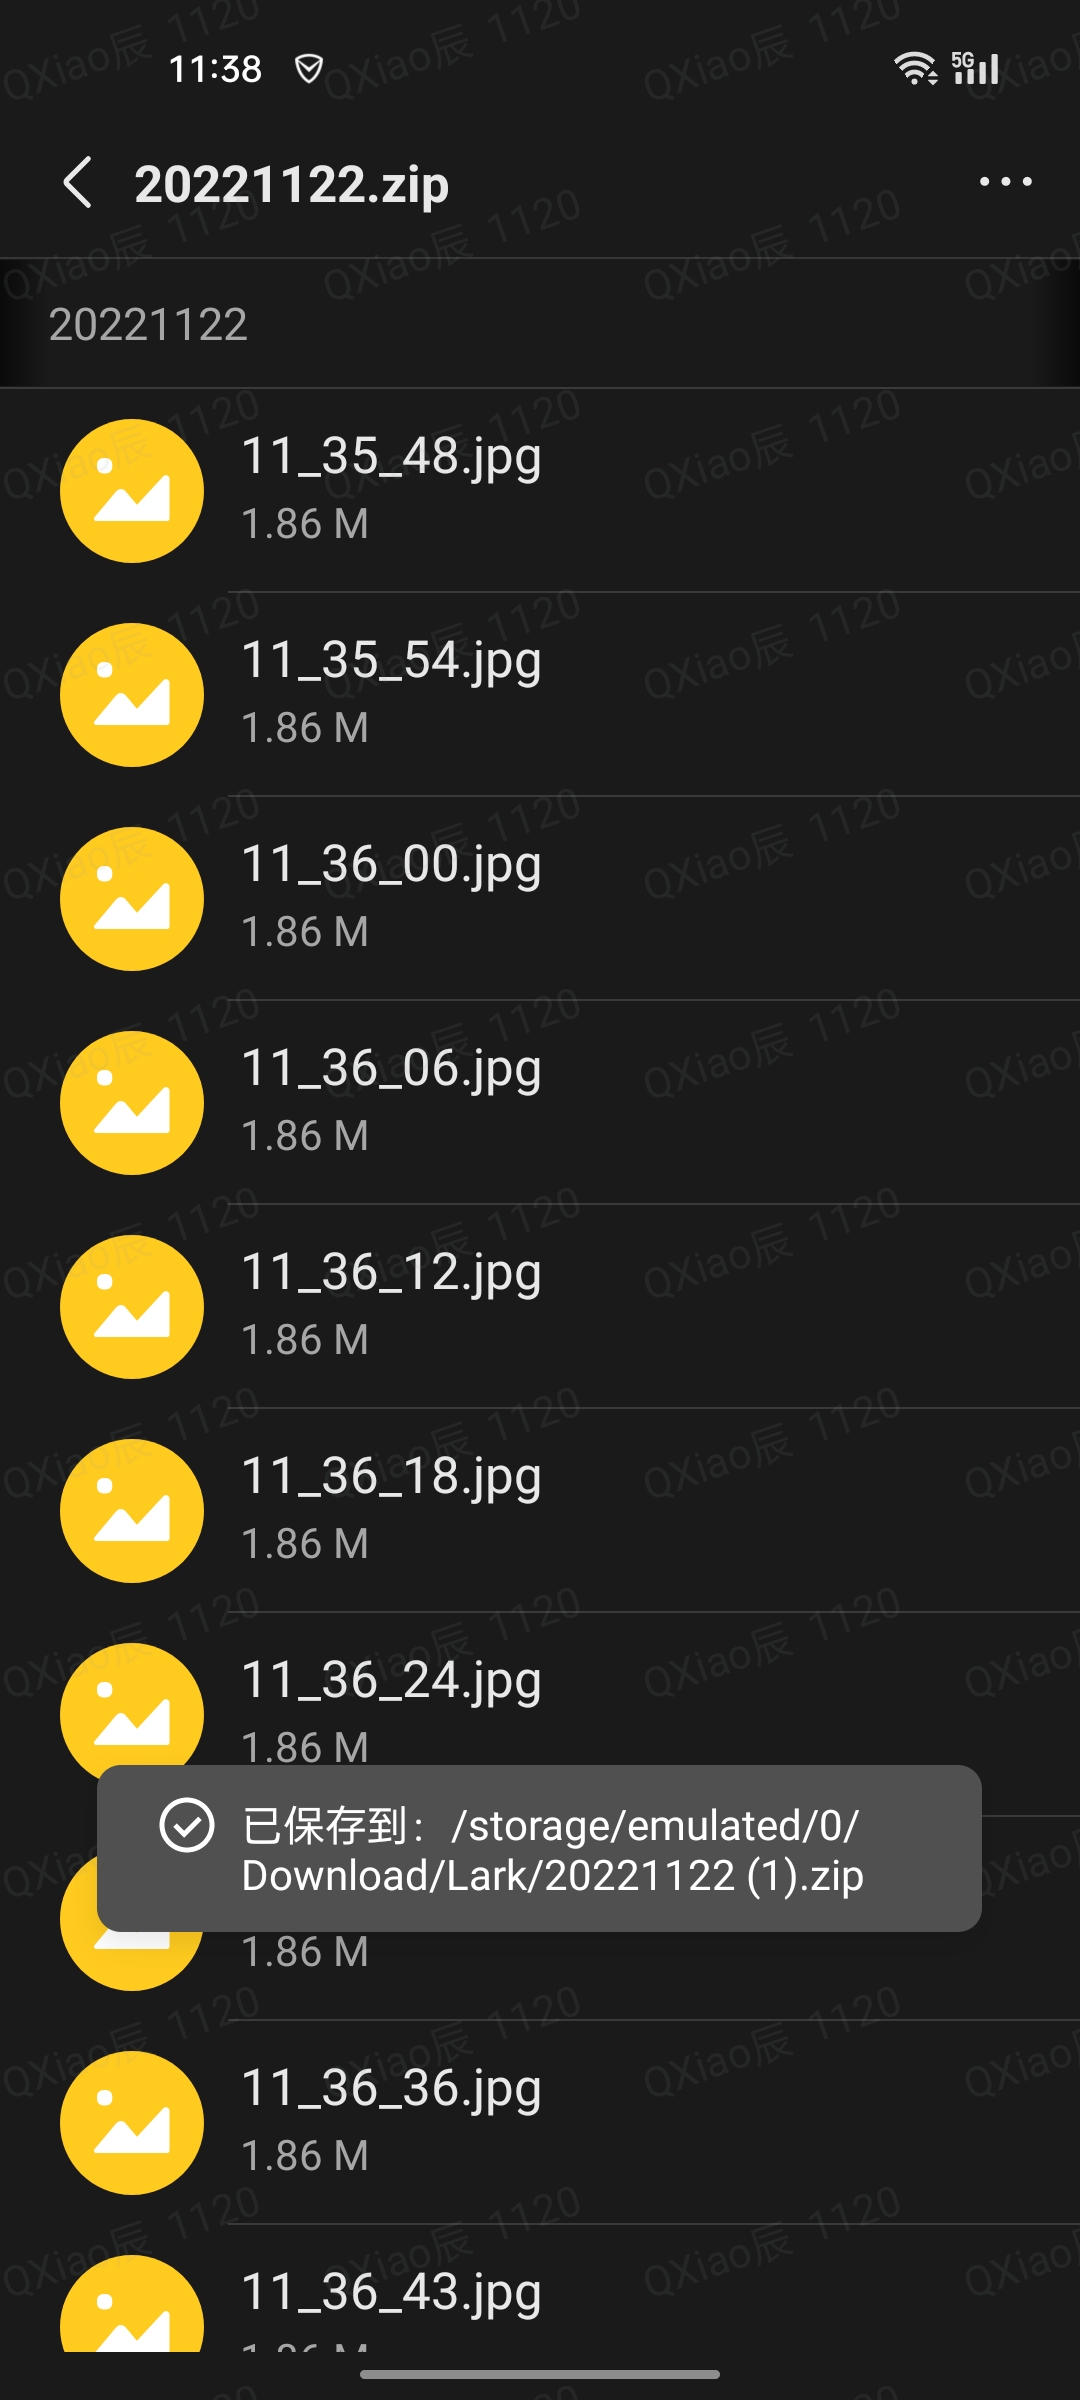 11:38
5G
20221122.zip
20221122
11_35_48.jpg
1.86 M
11_35_54.jpg
1.86 M
11_36_00.jpg
1.86 M
11_36_06.jpg
1.86 M
11_36_12.jpg
1.86 M
11_36_18.jpg
1.86 M
11_36_24.jpg
1.86 M
已保存到：/storage/emulated/0/
Download/Lark/20221122 (1).zip
1.86 M
11_36_36.jpg
1.86 M
11_36_43.jpg
QXiao辰 1120